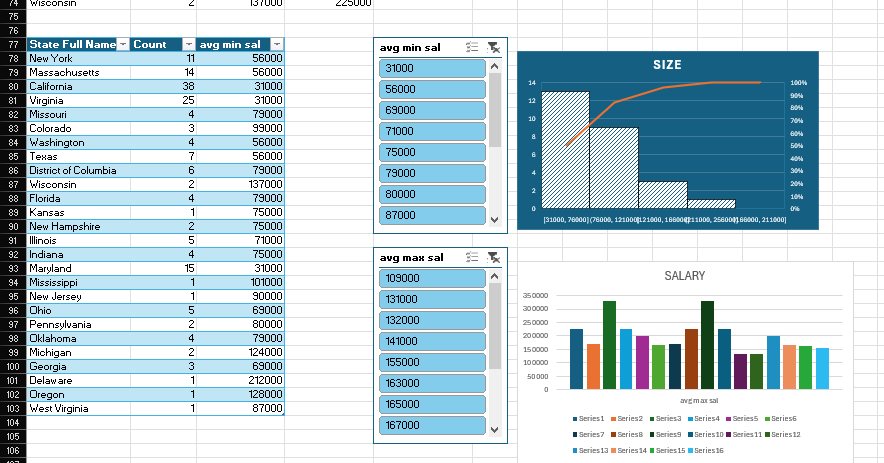 74 Wisconsin 2 137000 225000
75
76
77 State Full Name Count avg min sal
78 New York 11 56000
79 Massachusetts 14 56000
80 California 38 31000
81 Virginia 25 31000
82 Missouri 4 79000
83 Colorado 3 99000
84 Washington 4 56000
85 Texas 7 56000
86 District of Columbia 6 79000
87 Wisconsin 2 137000
88 Florida 4 79000
89 Kansas 1 75000
90 New Hampshire 2 75000
91 Illinois 5 71000
92 Indiana 4 75000
93 Maryland 15 31000
94 Mississippi 1 101000
95 New Jersey 1 90000
96 Ohio 5 69000
97 Pennsylvania 2 80000
98 Oklahoma 4 79000
99 Michigan 2 124000
100 Georgia 3 69000
101 Delaware 1 212000
102 Oregon 1 128000
103 West Virginia 1 87000
104
105
106
107
avg min sal
31000
56000
69000
71000
75000
79000
80000
87000
avg max sal
109000
131000
132000
141000
155000
163000
165000
167000
SIZE
14 100%
12 90%
10 80%
8 70%
6 60%
4 50%
2 40%
0 30%
20%
10%
0%
[31000, 76000] (76000, 121000] (121000, 166000] (211000, 256000] (166000, 211000]
SALARY
350000
300000
250000
200000
150000
100000
50000
0
avg max sal
Series1 Series2 Series3 Series4 Series5 Series6
Series7 Series8 Series9 Series10 Series11 Series12
Series13 Series14 Series15 Series16